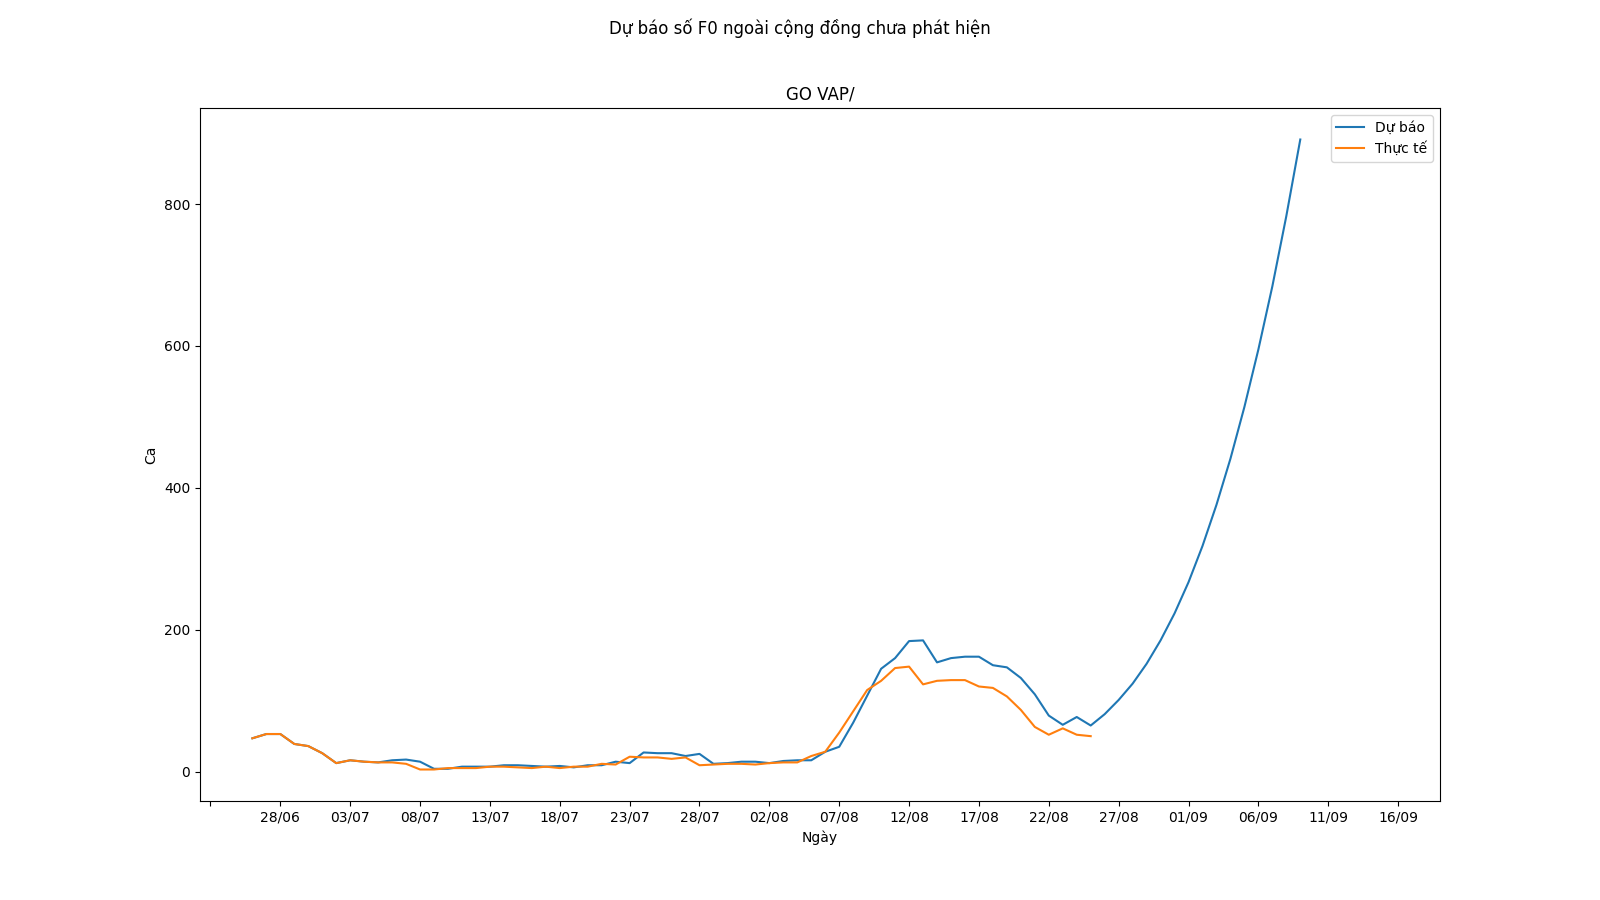 Dự báo số F0 ngoài cộng đồng chưa phát hiện
GO VAP/
Dự báo
Thực tế
800
600
400
200
0
Ca
28/06 03/07 08/07 13/07 18/07 23/07 28/07 02/08 07/08 12/08 17/08 22/08 27/08 01/09 06/09 11/09 16/09
Ngày